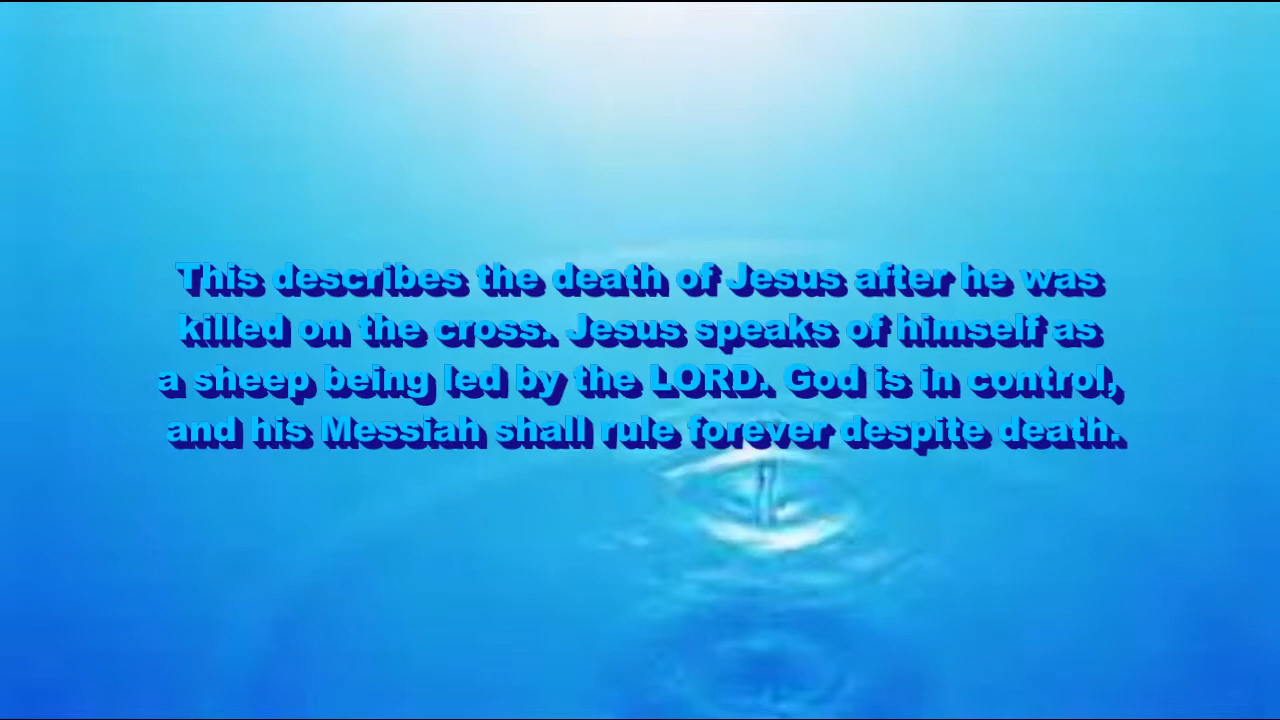 This describes the death of Jesus after he was
killed on the cross. Jesus speaks of himself as
a sheep being led by the LORD. God is in control,
and his Messiah shall rule forever despite death.